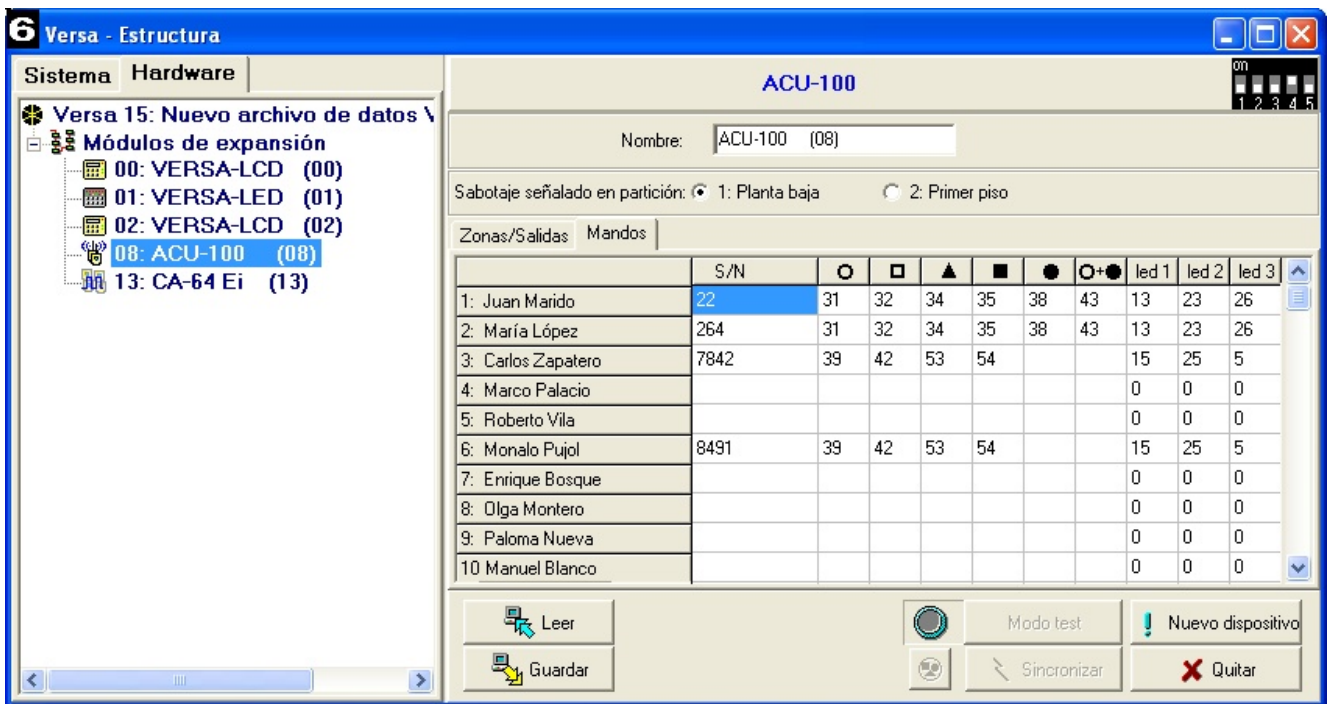 6 Versa - Estructura
Sistema Hardware
Versa 15: Nuevo archivo de datos V
Módulos de expansión
00: VERSA-LCD (00)
01: VERSA-LED (01)
02: VERSA-LCD (02)
08: ACU-100 (08)
13: CA-64 Ei (13)
ACU-100
on
1 2 3 4 5
Nombre: ACU-100 (08)
Sabotaje señalado en partición: 1: Planta baja 2: Primer piso
Zonas/Salidas Mandos
S/N + led 1 led 2 led 3
1: Juan Marido 22 31 32 34 35 38 43 13 23 26
2: María López 264 31 32 34 35 38 43 13 23 26
3: Carlos Zapatero 7842 39 42 53 54 15 25 5
4: Marco Palacio 0 0 0
5: Roberto Vila 0 0 0
6: Monalo Pujol 8491 39 42 53 54 15 25 5
7: Enrique Bosque 0 0 0
8: Olga Montero 0 0 0
9: Paloma Nueva 0 0 0
10 Manuel Blanco 0 0 0
Leer Modo test Nuevo dispositivo
Guardar Sincronizar Quitar